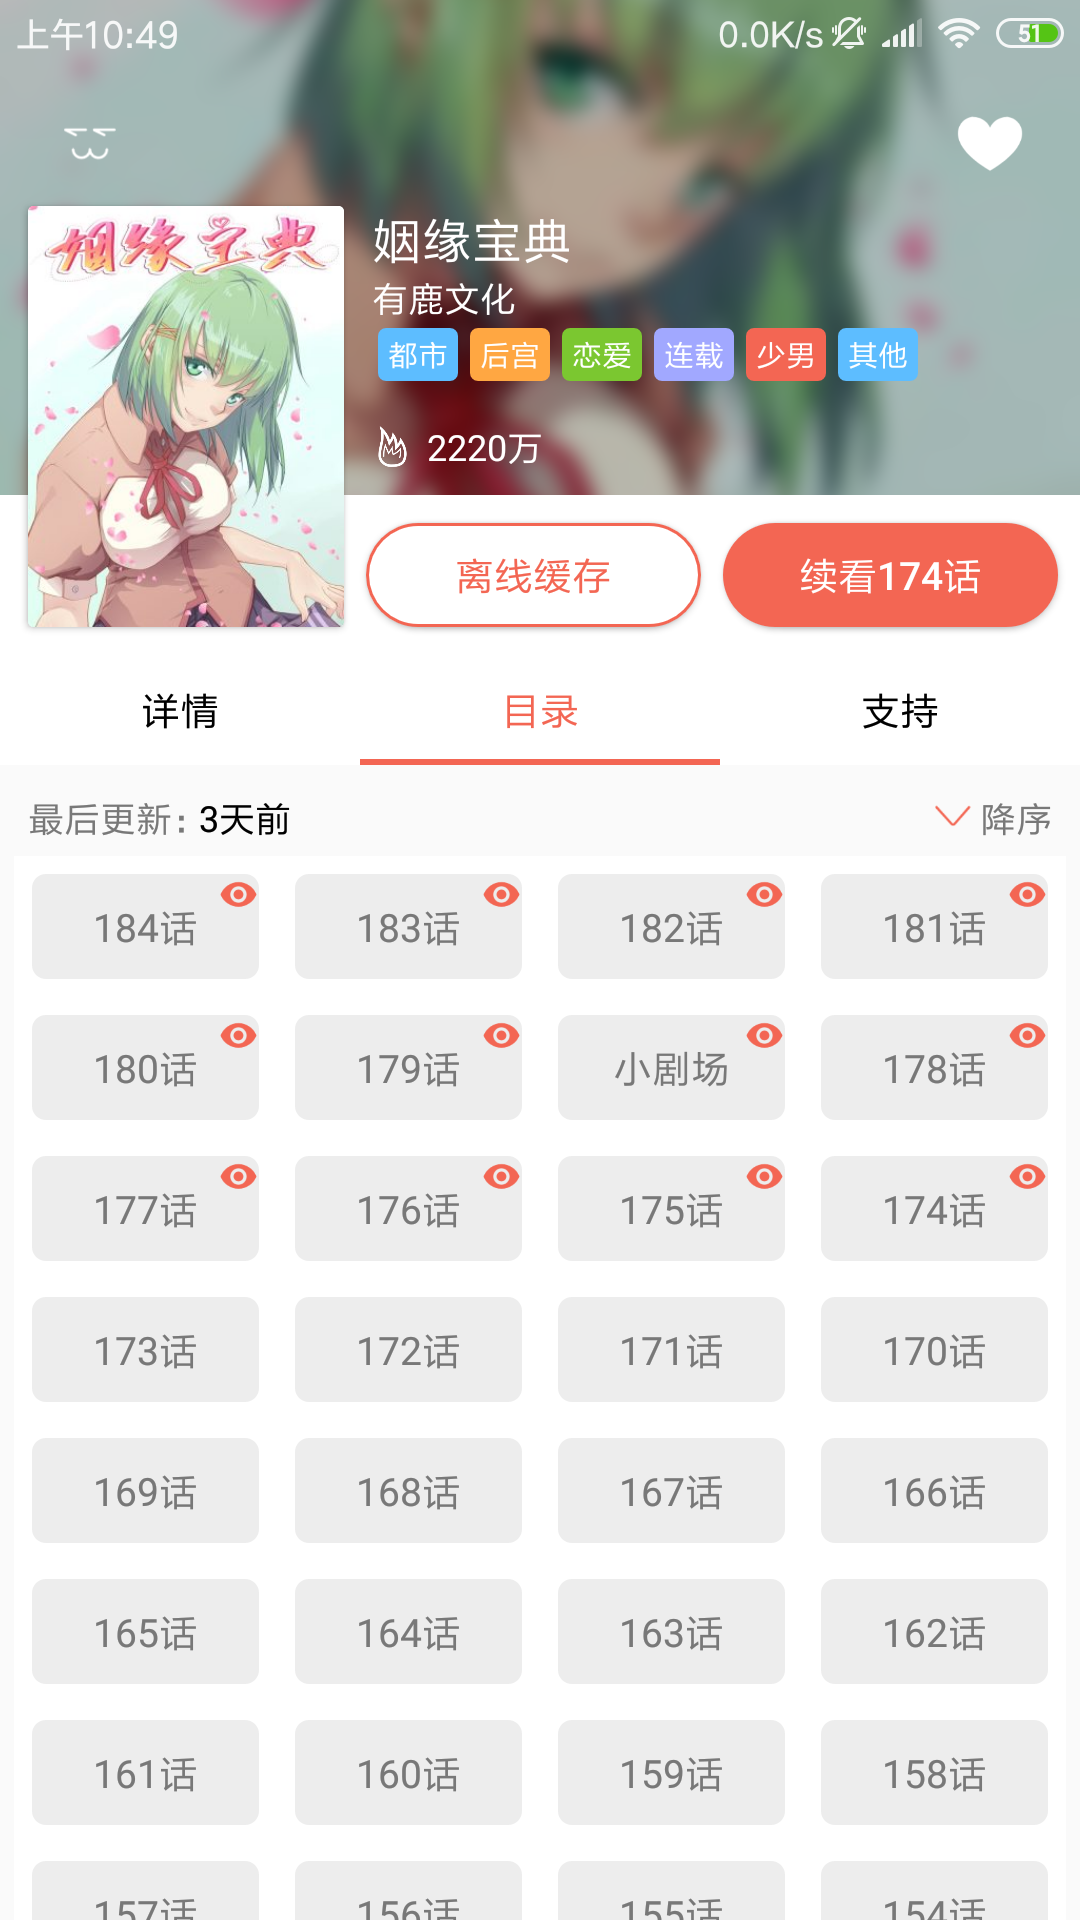 上午10:49 0.0K/s 51
姻缘宝典
姻缘宝典
有鹿文化
都市 后宫 恋爱 连载 少男 其他
2220万
离线缓存 续看174话
详情 目录 支持
最后更新: 3天前 降序
184话 183话 182话 181话
180话 179话 小剧场 178话
177话 176话 175话 174话
173话 172话 171话 170话
169话 168话 167话 166话
165话 164话 163话 162话
161话 160话 159话 158话
157话 156话 155话 154话